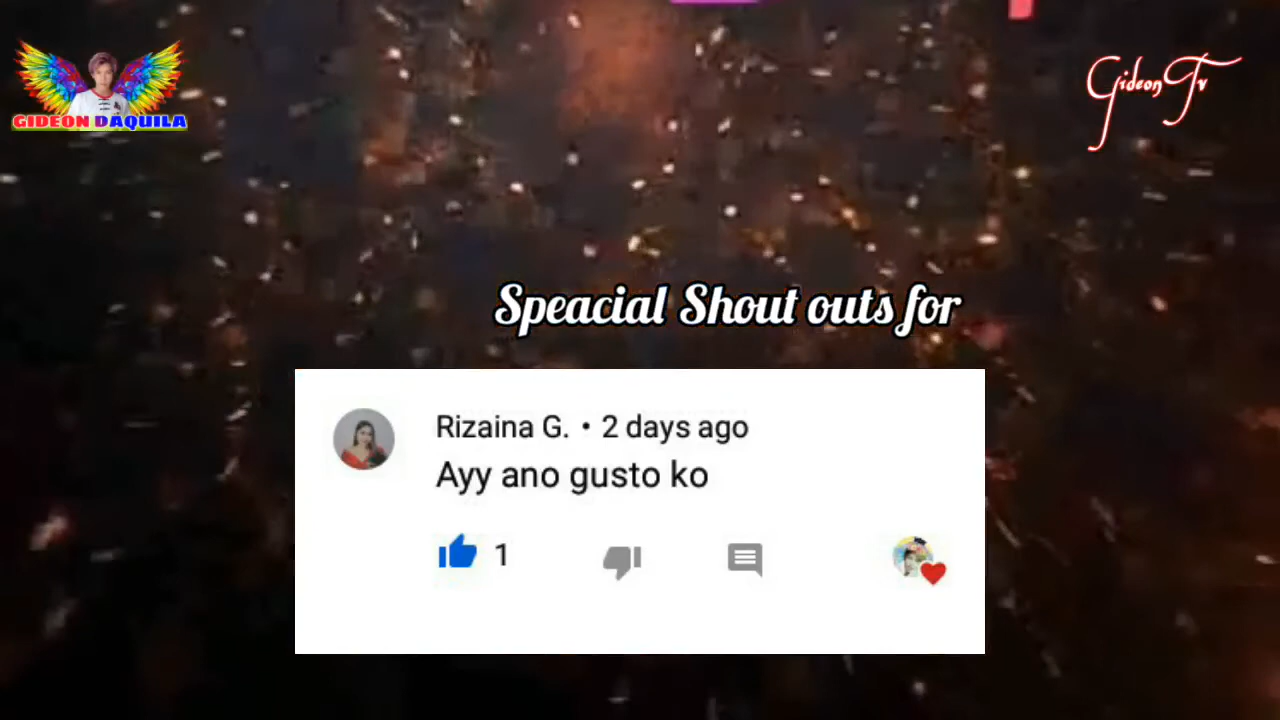 GIDEON DAQUILA
GideonTv
Speacial Shout outs for
Rizaina G. • 2 days ago
Ayy ano gusto ko
1